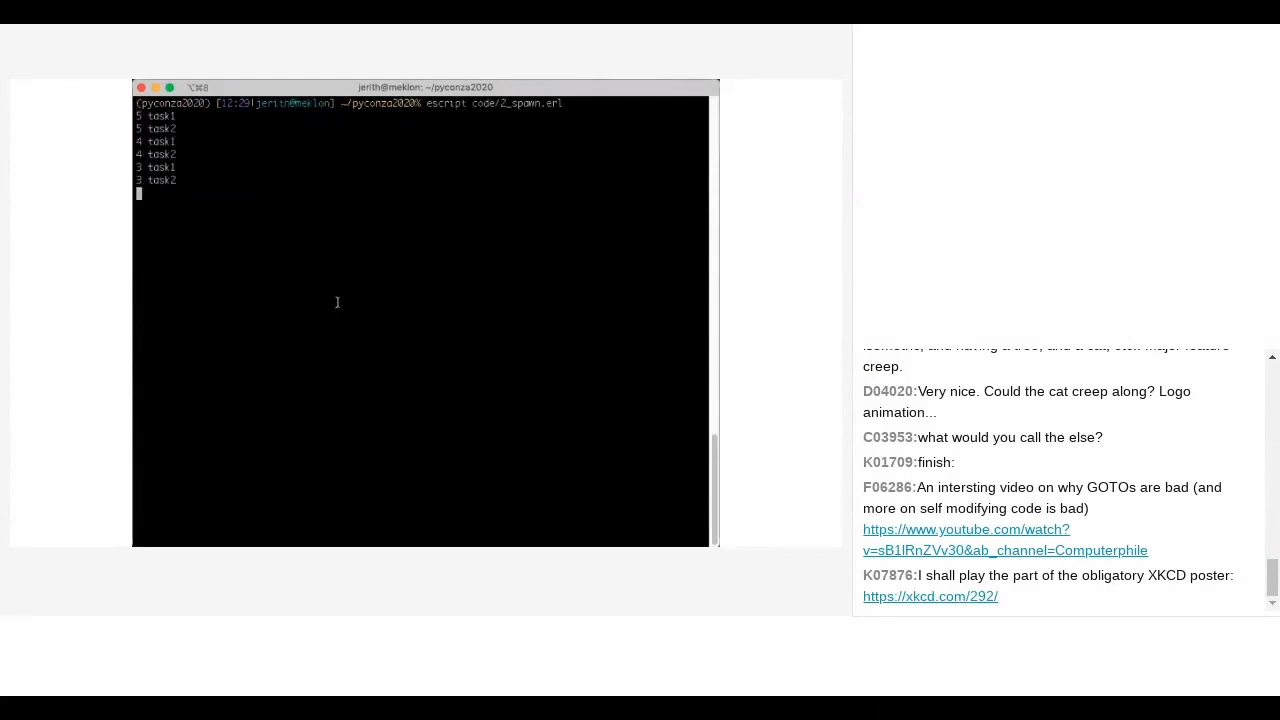 ⌥⌘8
jerith@meklon: ~/pyconza2020
(pyconza2020) [12:29|jerith@meklon] ~/pyconza2020% escript code/2_spawn.erl
5 task1
5 task2
4 task1
4 task2
3 task1
3 task2
creep.
D04020:Very nice. Could the cat creep along? Logo
animation...
C03953:what would you call the else?
K01709:finish:
F06286:An intersting video on why GOTOs are bad (and
more on self modifying code is bad)
https://www.youtube.com/watch?
v=sB1lRnZVv30&ab_channel=Computerphile
K07876:I shall play the part of the obligatory XKCD poster:
https://xkcd.com/292/